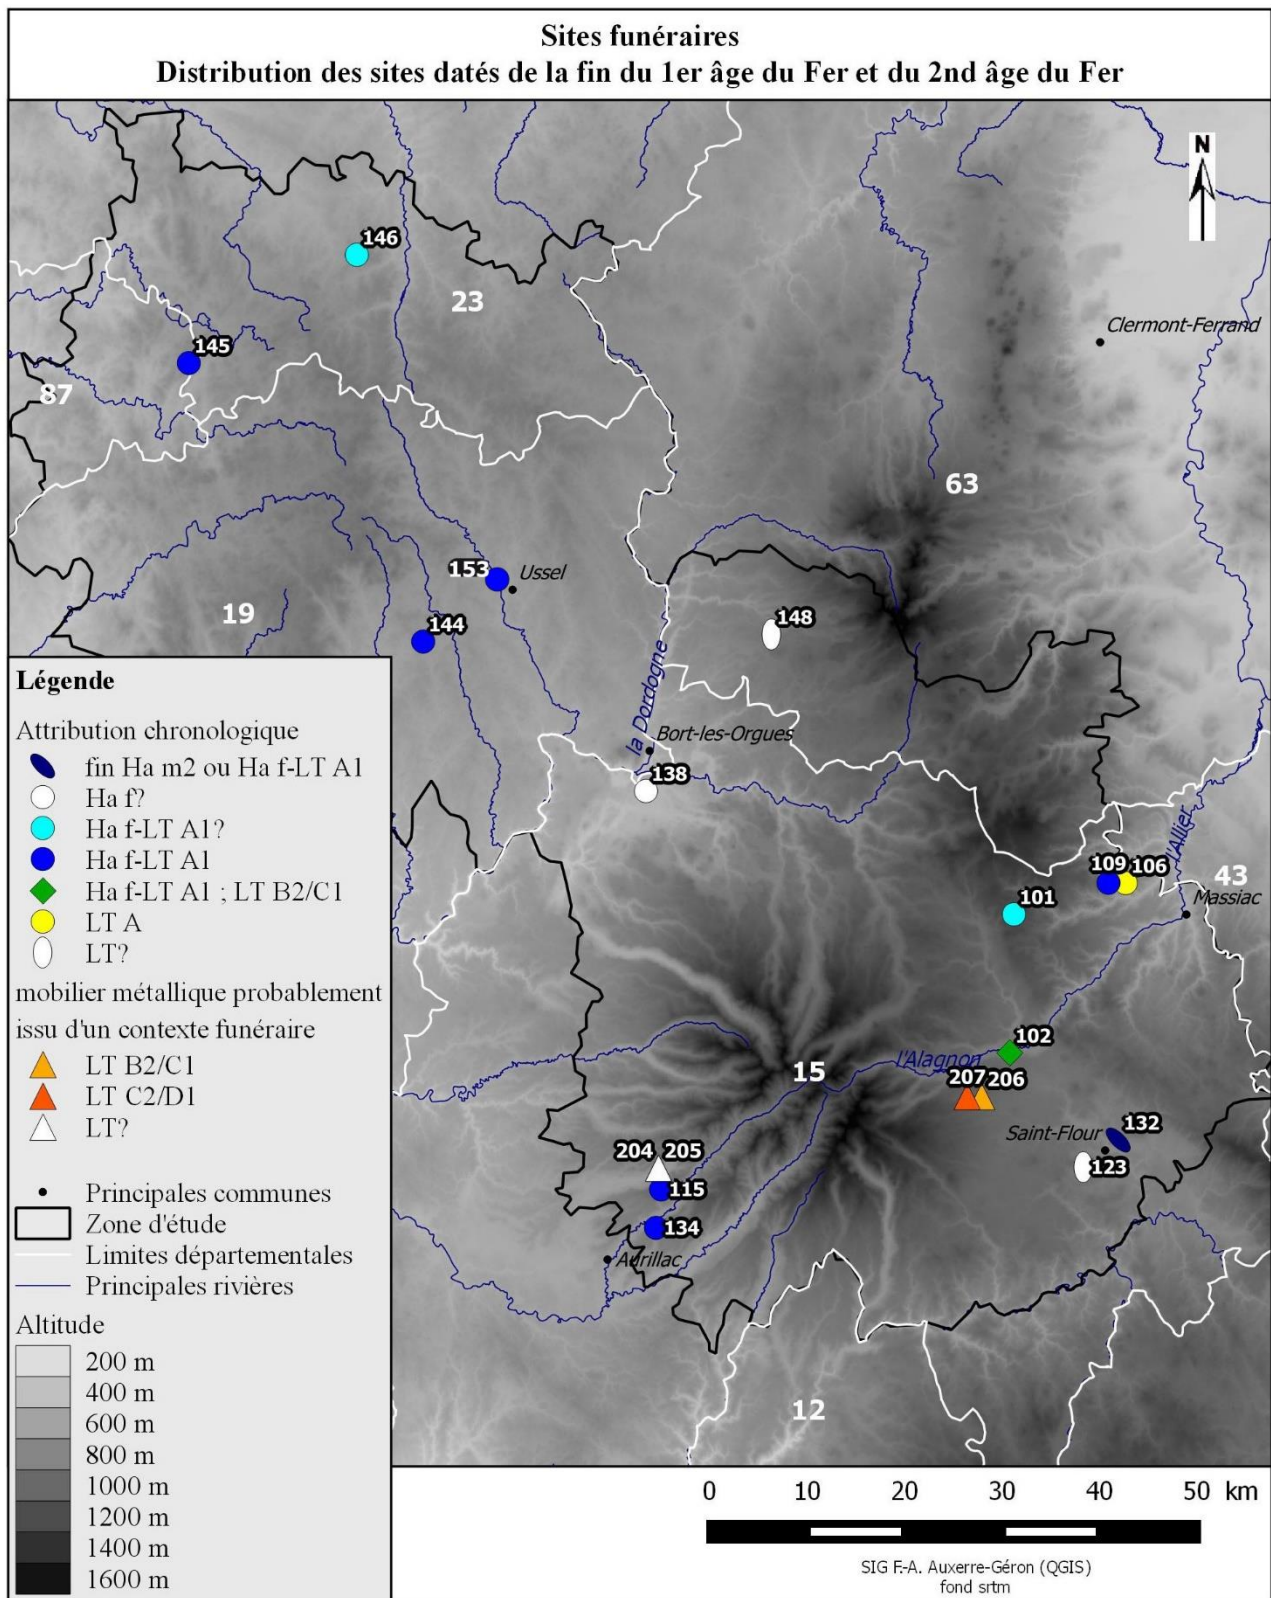 Sites funéraires
Distribution des sites datés de la fin du 1er âge du Fer et du 2nd âge du Fer
N
146
23
Clermont-Ferrand
145
87
63
153
Ussel
19
144
148
la Dordogne
Bort-les-Orgues
138
l'Allier
109
106
43
101
Massiac
102
l'Alagnon
15
207
206
132
Saint-Flour
123
204
205
115
134
Aurillac
12
Légende
Attribution chronologique
fin Ha m2 ou Ha f-LT A1
Ha f?
Ha f-LT A1?
Ha f-LT A1
Ha f-LT A1 ; LT B2/C1
LT A
LT?
mobilier métallique probablement
issu d'un contexte funéraire
LT B2/C1
LT C2/D1
LT?
Principales communes
Zone d'étude
Limites départementales
Principales rivières
Altitude
200 m
400 m
600 m
800 m
1000 m
1200 m
1400 m
1600 m
0 10 20 30 40 50 km
SIG F.-A. Auxerre-Géron (QGIS)
fond srtm